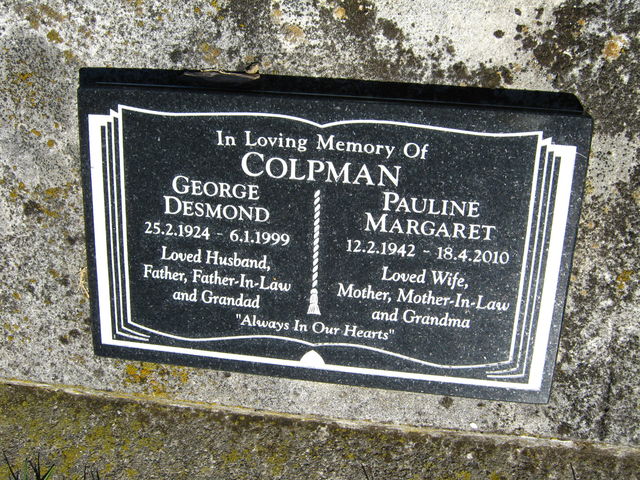 In Loving Memory Of
COLPMAN
GEORGE
DESMOND
25.2.1924 - 6.1.1999
Loved Husband,
Father, Father-In-Law
and Grandad
PAULINE
MARGARET
12.2.1942 - 18.4.2010
Loved Wife,
Mother, Mother-In-Law
and Grandma
"Always In Our Hearts"